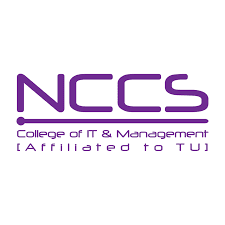 NCCS
College of IT & Management
[Affiliated to TU]